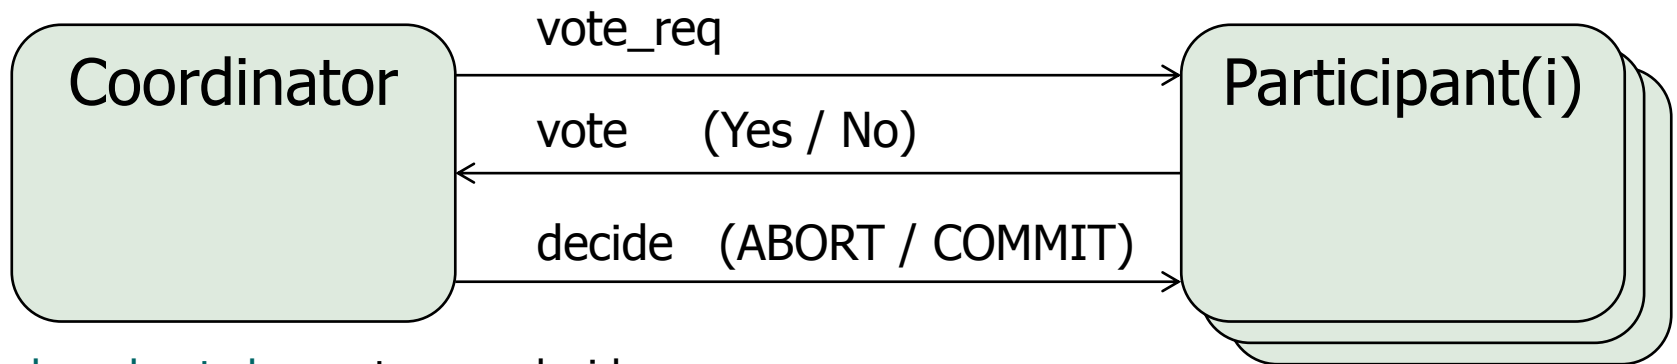 vote_req
Coordinator
Participant(i)
vote (Yes / No)
decide (ABORT / COMMIT)